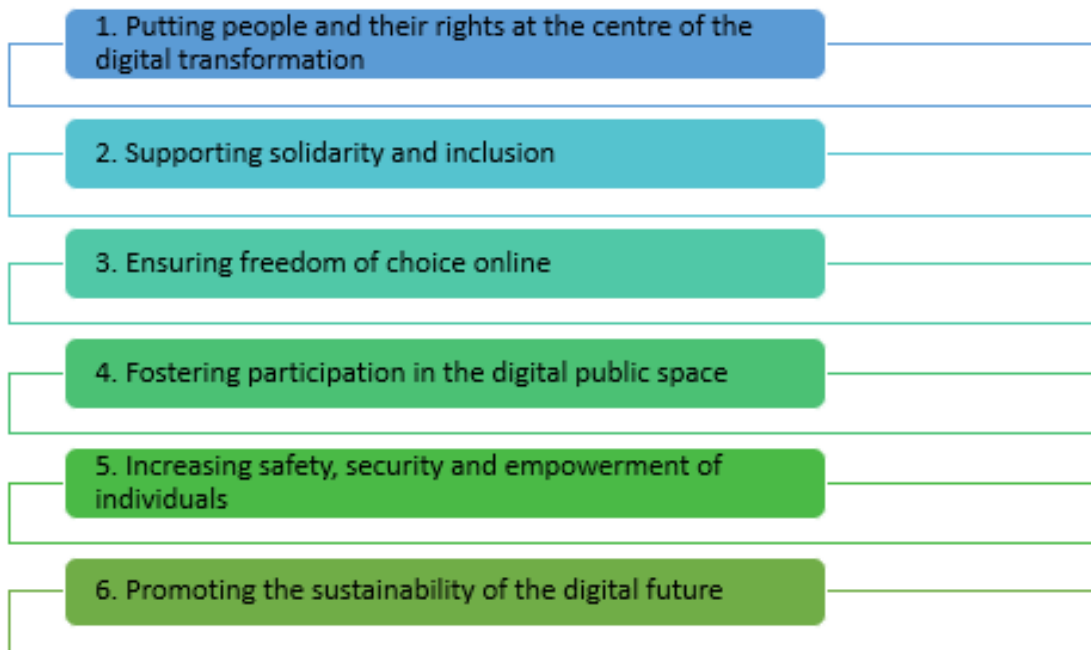 1. Putting people and their rights at the centre of the
digital transformation
2. Supporting solidarity and inclusion
3. Ensuring freedom of choice online
4. Fostering participation in the digital public space
5. Increasing safety, security and empowerment of
individuals
6. Promoting the sustainability of the digital future